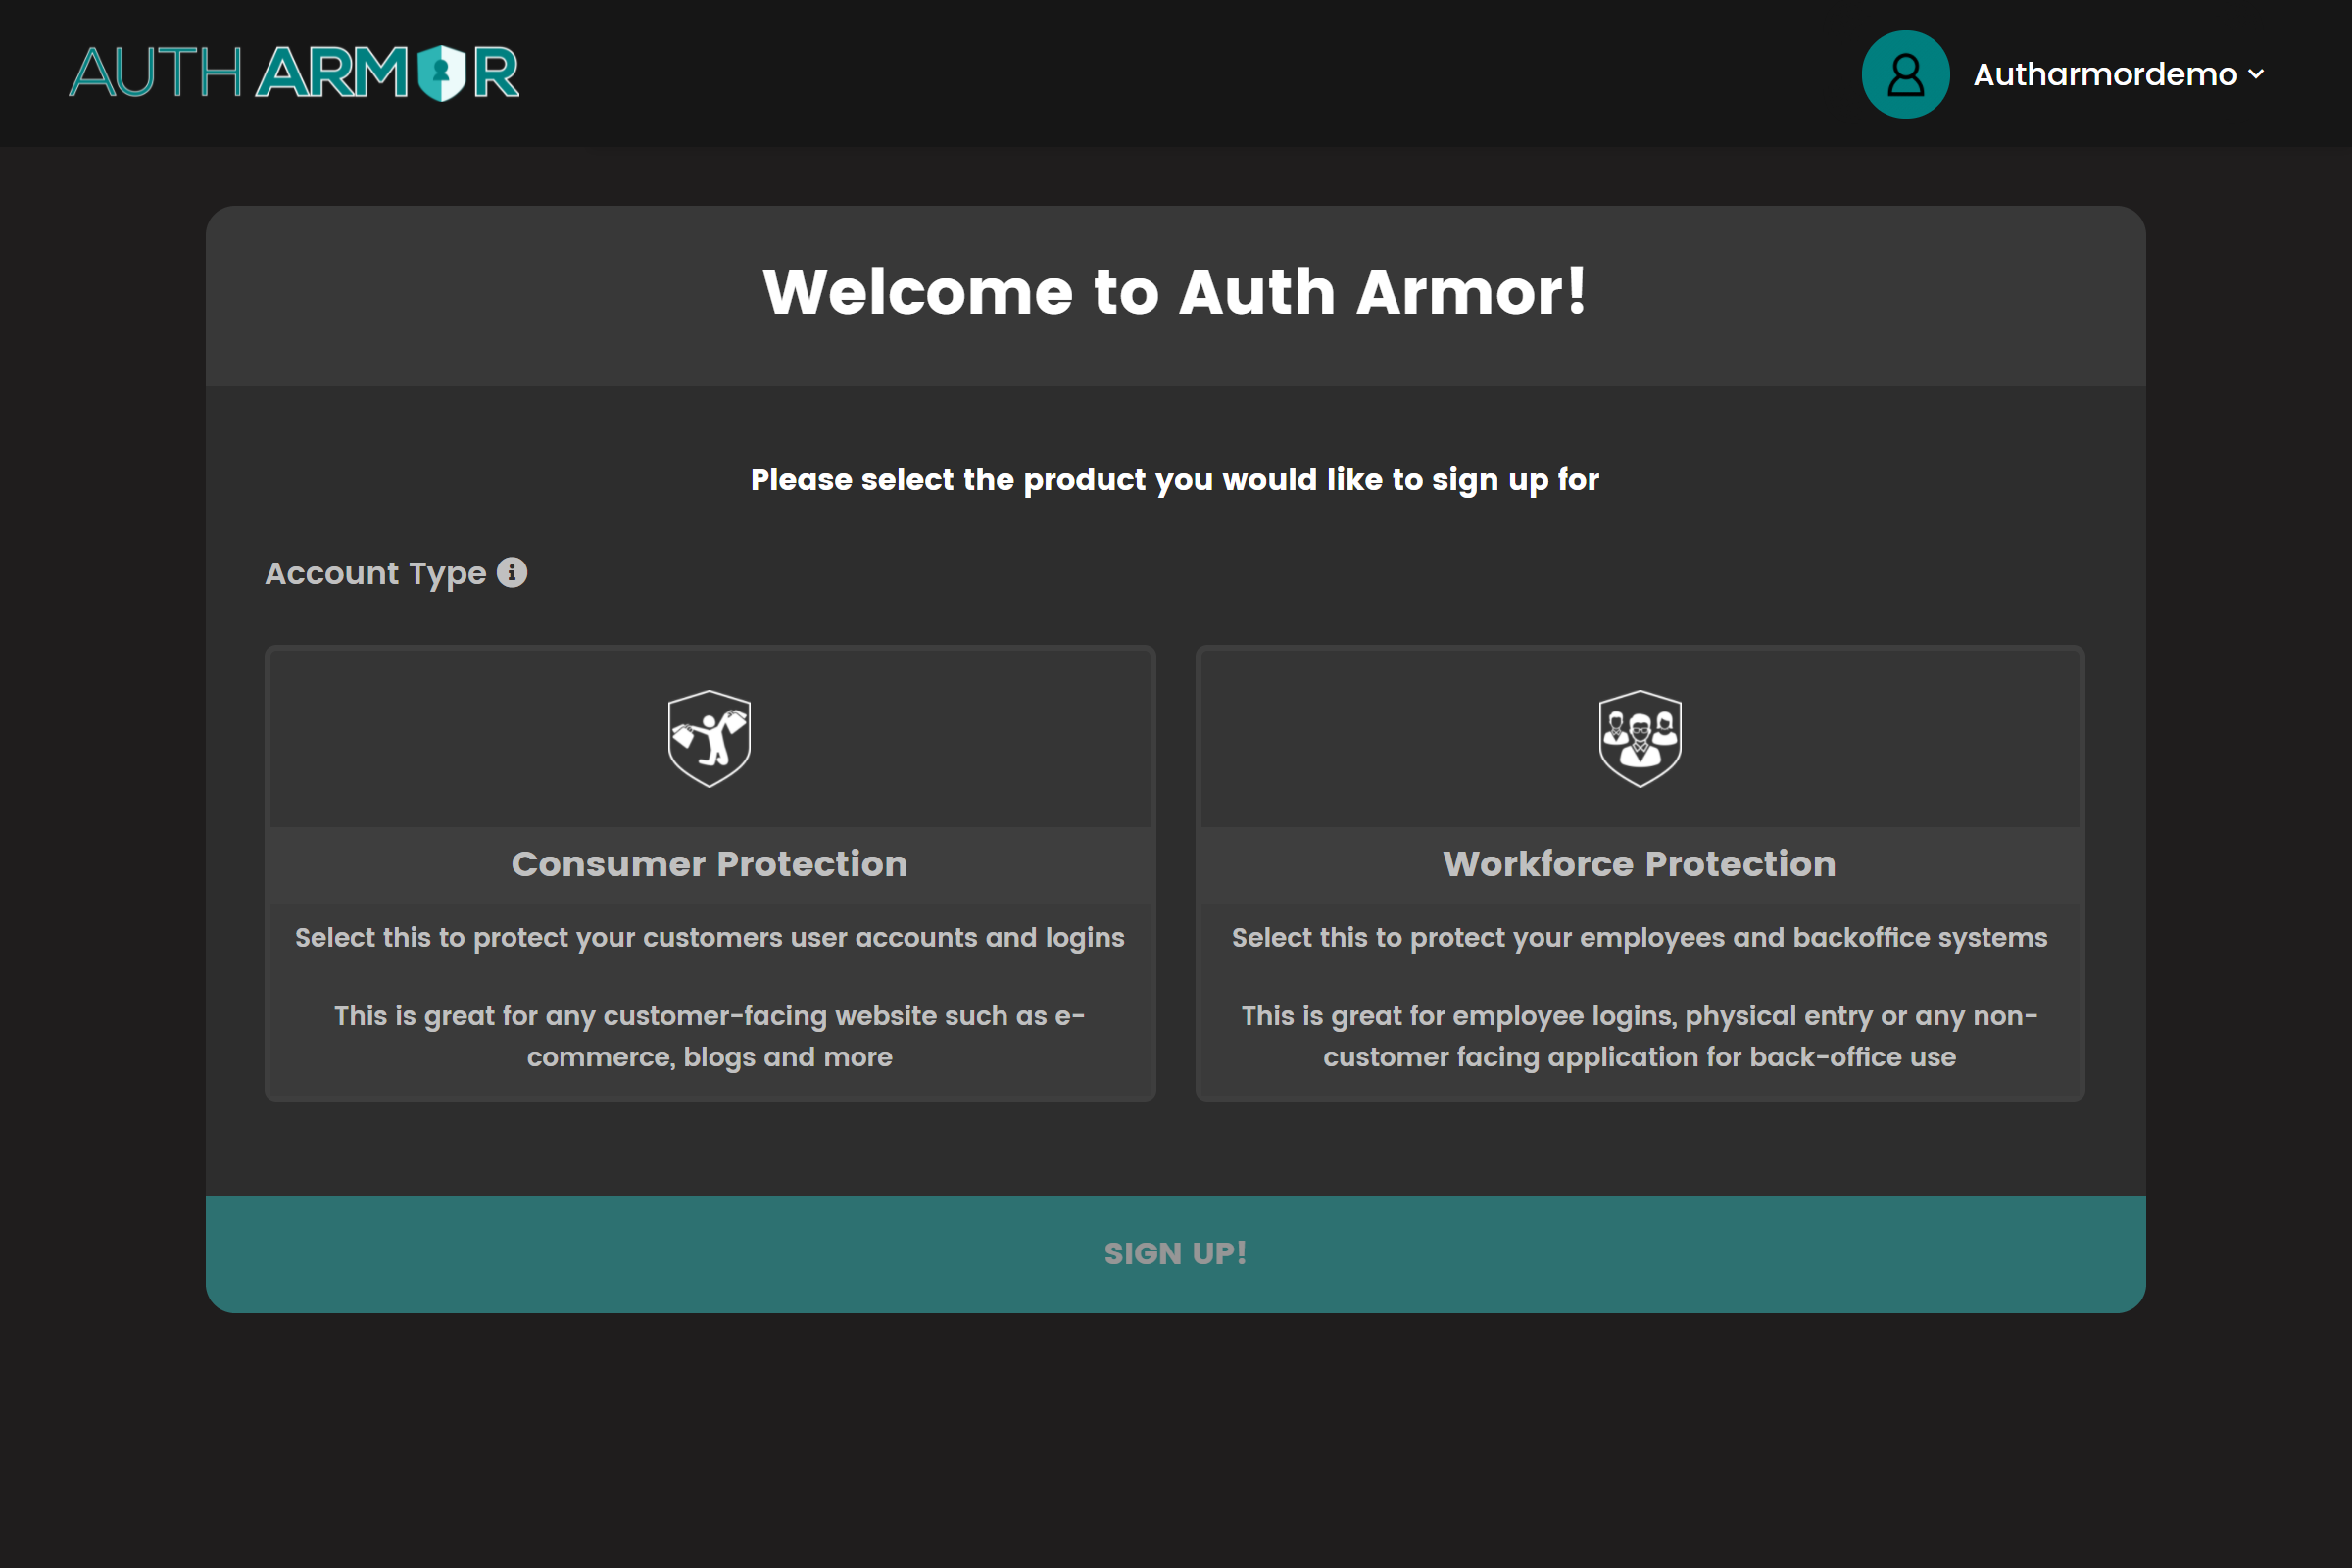 AUTH ARMOR
Autharmordemo
Welcome to Auth Armor!
Please select the product you would like to sign up for
Account Type
Consumer Protection
Select this to protect your customers user accounts and logins
This is great for any customer-facing website such as e-
commerce, blogs and more
Workforce Protection
Select this to protect your employees and backoffice systems
This is great for employee logins, physical entry or any non-
customer facing application for back-office use
SIGN UP!